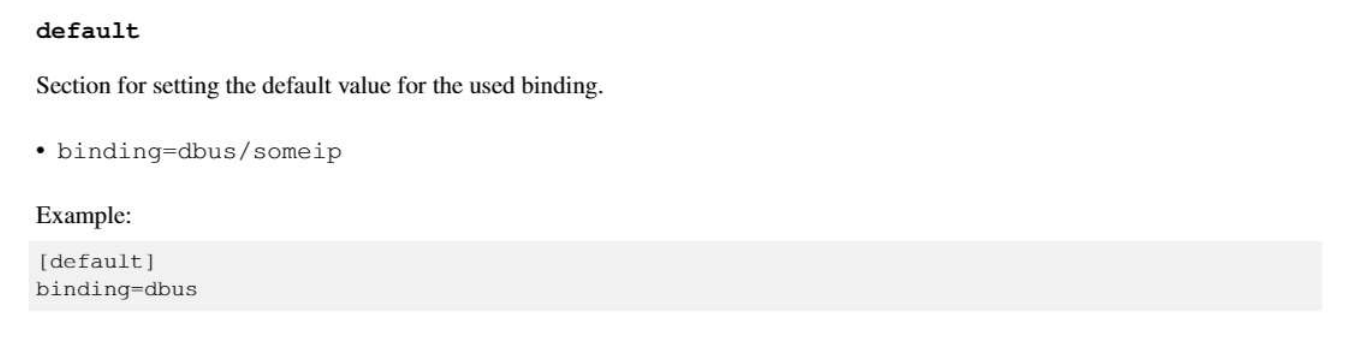 default
Section for setting the default value for the used binding.
• binding=dbus/someip
Example:
[default]
binding=dbus